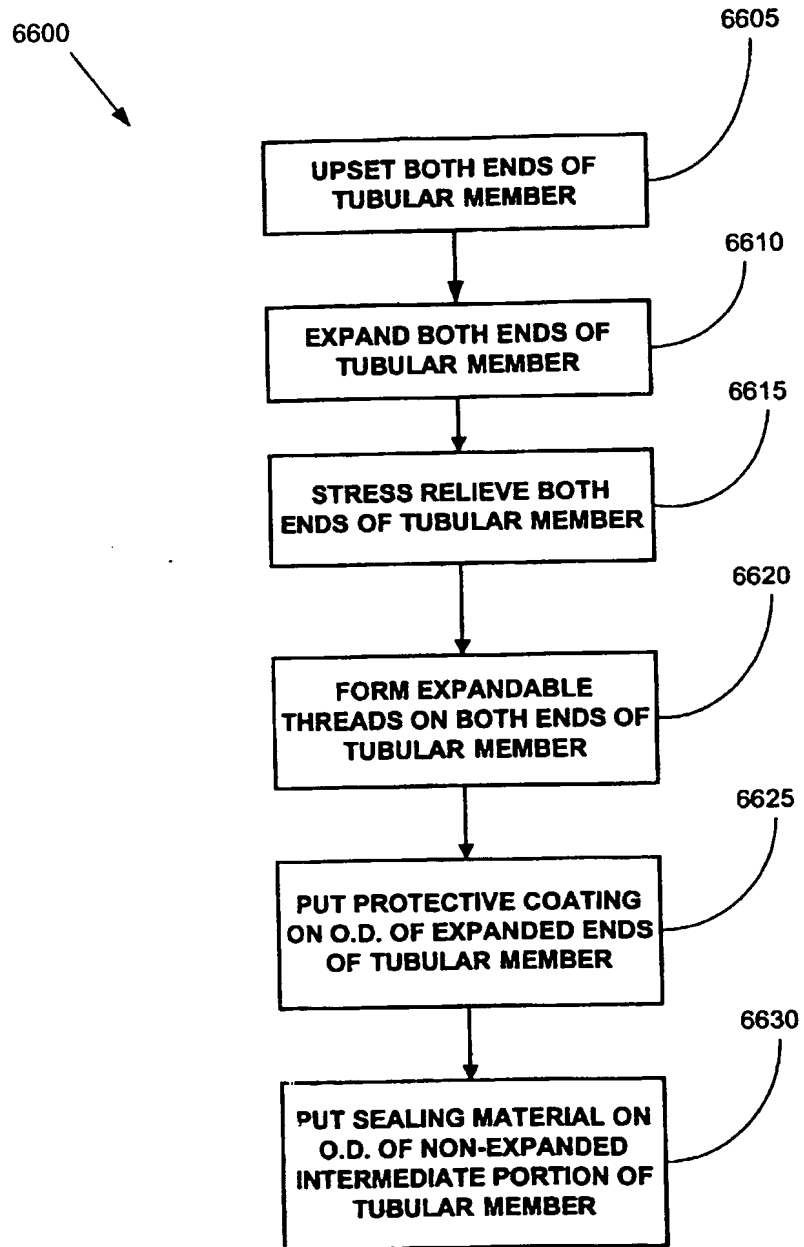 6600
6605
UPSET BOTH ENDS OF
TUBULAR MEMBER
6610
EXPAND BOTH ENDS OF
TUBULAR MEMBER
6615
STRESS RELIEVE BOTH
ENDS OF TUBULAR MEMBER
6620
FORM EXPANDABLE
THREADS ON BOTH ENDS OF
TUBULAR MEMBER
6625
PUT PROTECTIVE COATING
ON O.D. OF EXPANDED ENDS
OF TUBULAR MEMBER
6630
PUT SEALING MATERIAL ON
O.D. OF NON-EXPANDED
INTERMEDIATE PORTION OF
TUBULAR MEMBER